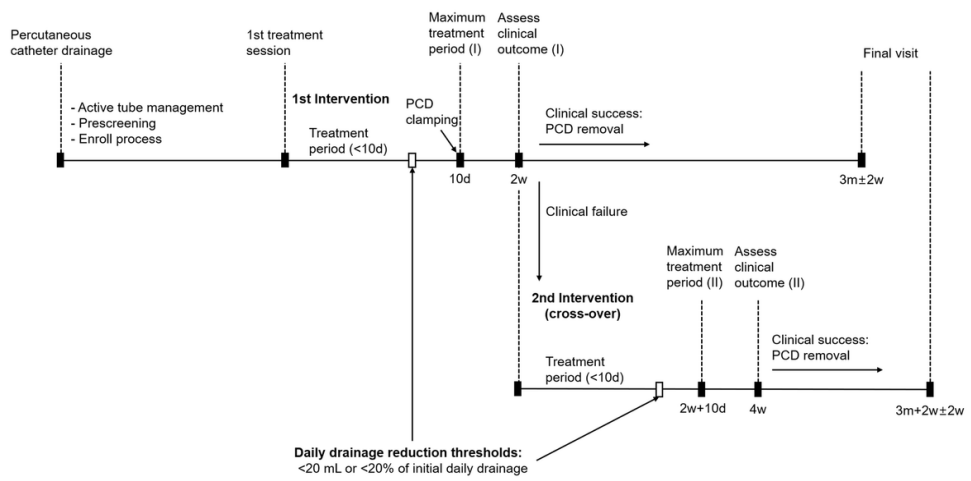 Percutaneous
catheter drainage
1st treatment
session
Maximum
treatment
period (I)
Assess
clinical
outcome (I)
Final visit
- Active tube management
- Prescreening
- Enroll process
1st Intervention
Treatment
period (<10d)
PCD
clamping
Clinical success:
PCD removal
10d
2w
3m±2w
Clinical failure
2nd Intervention
(cross-over)
Maximum
treatment
period (II)
Assess
clinical
outcome (II)
Treatment
period (<10d)
Clinical success:
PCD removal
2w+10d
4w
3m+2w±2w
Daily drainage reduction thresholds:
<20 mL or <20% of initial daily drainage